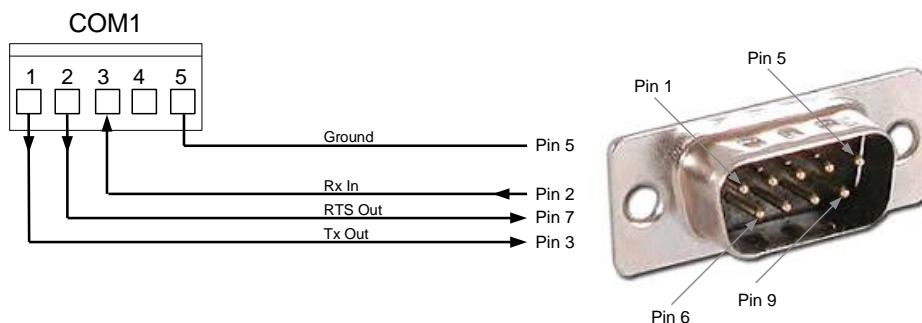 COM1
1 2 3 4 5
Ground Pin 5
Rx In Pin 2
RTS Out Pin 7
Tx Out Pin 3
Pin 5
Pin 1
Pin 9
Pin 6